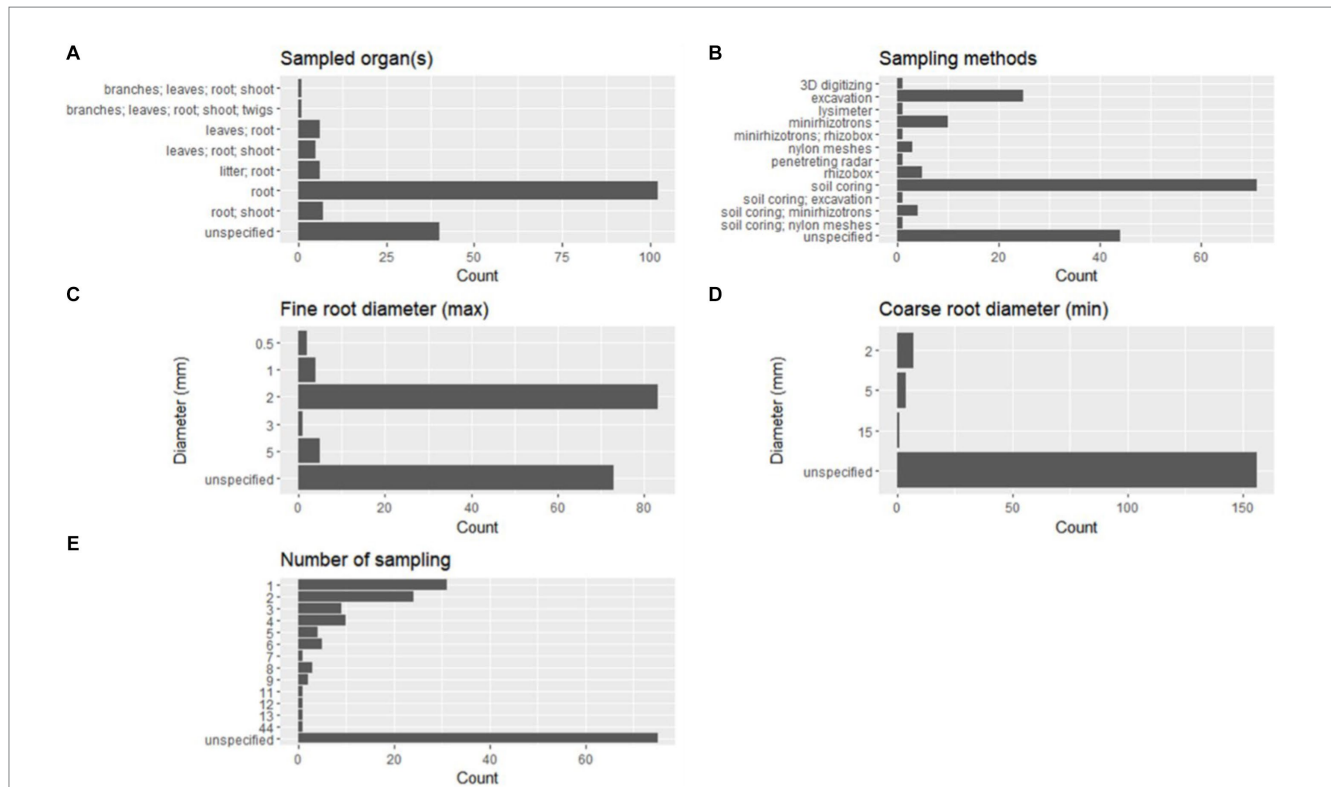 A
Sampled organ(s)
branches; leaves; root; shoot
branches; leaves; root; shoot; twigs
leaves; root
leaves; root; shoot
litter; root
root
root; shoot
unspecified
0 25 50 75 100
Count
B
Sampling methods
3D digitizing
excavation
lysimeter
minirhizotrons
minirhizotrons; rhizobox
nylon meshes
penetreting radar
rhizobox
soil coring
soil coring; excavation
soil coring; minirhizotrons
soil coring; nylon meshes
unspecified
0 20 40 60
Count
C
Fine root diameter (max)
Diameter (mm)
0.5
1
2
3
5
unspecified
0 20 40 60 80
Count
D
Coarse root diameter (min)
Diameter (mm)
2
5
15
unspecified
0 50 100 150
Count
E
Number of sampling
1
2
3
4
5
6
7
8
9
11
12
13
44
unspecified
0 20 40 60
Count